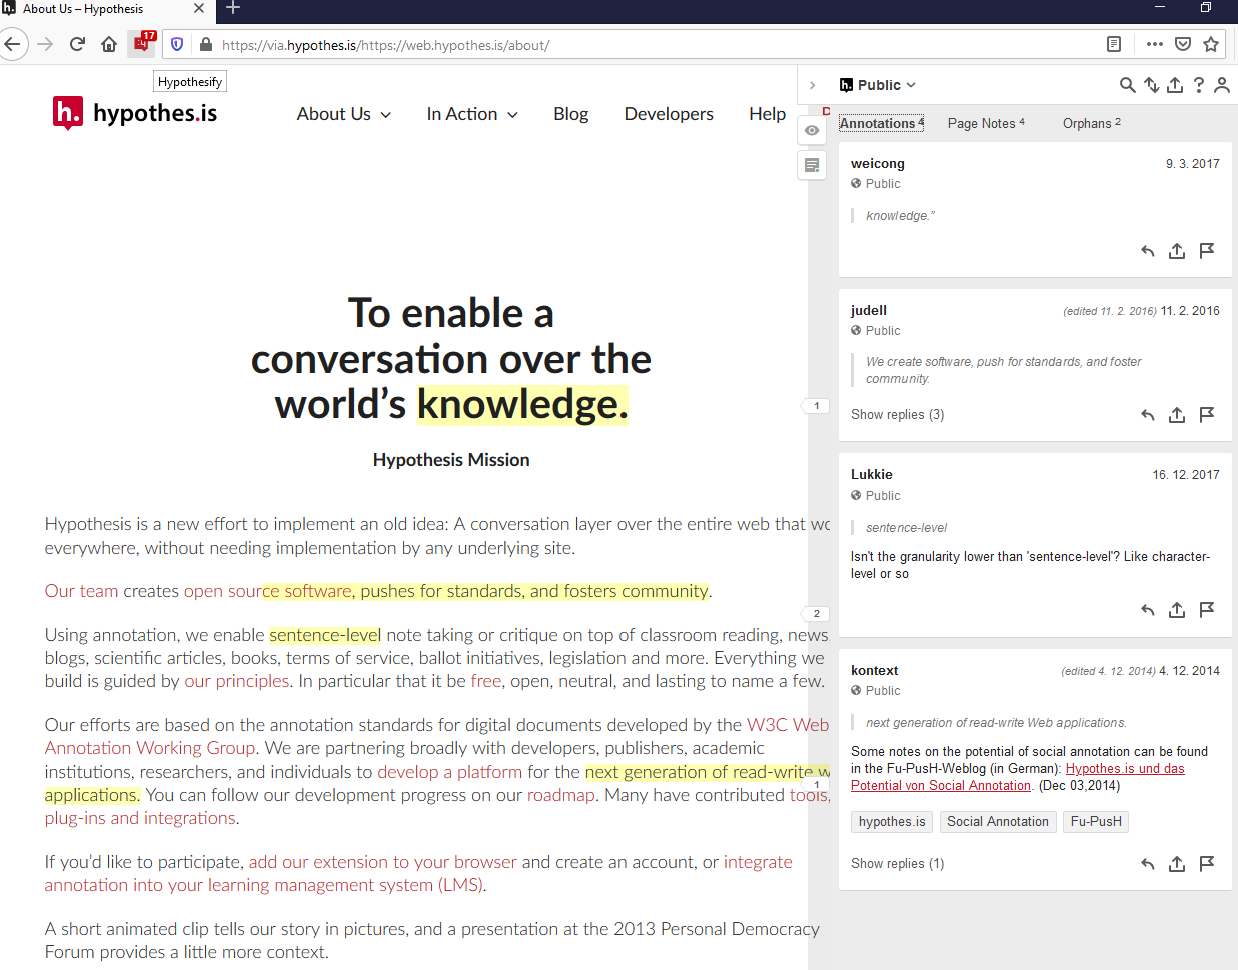 About Us – Hypothesis
https://via.hypothes.is/https://web.hypothes.is/about/
17
Hypothesify
h. hypothes.is
About Us
In Action
Blog
Developers
Help
D
To enable a
conversation over the
world’s knowledge.
Hypothesis Mission
Hypothesis is a new effort to implement an old idea: A conversation layer over the entire web that wo
everywhere, without needing implementation by any underlying site.
Our team creates open source software, pushes for standards, and fosters community.
Using annotation, we enable sentence-level note taking or critique on top of classroom reading, news,
blogs, scientific articles, books, terms of service, ballot initiatives, legislation and more. Everything we
build is guided by our principles. In particular that it be free, open, neutral, and lasting to name a few.
Our efforts are based on the annotation standards for digital documents developed by the W3C Web
Annotation Working Group. We are partnering broadly with developers, publishers, academic
institutions, researchers, and individuals to develop a platform for the next generation of read-write w
applications. You can follow our development progress on our roadmap. Many have contributed tools,
plug-ins and integrations.
If you’d like to participate, add our extension to your browser and create an account, or integrate
annotation into your learning management system (LMS).
A short animated clip tells our story in pictures, and a presentation at the 2013 Personal Democracy
Forum provides a little more context.
1
2
1
h. Public
Annotations 4
Page Notes 4
Orphans 2
weicong 9. 3. 2017
Public
knowledge.”
judell (edited 11. 2. 2016) 11. 2. 2016
Public
We create software, push for standards, and foster
community.
Show replies (3)
Lukkie 16. 12. 2017
Public
sentence-level
Isn't the granularity lower than 'sentence-level'? Like character-
level or so
kontext (edited 4. 12. 2014) 4. 12. 2014
Public
next generation of read-write Web applications.
Some notes on the potential of social annotation can be found
in the Fu-PusH-Weblog (in German): Hypothes.is und das
Potential von Social Annotation. (Dec 03,2014)
hypothes.is
Social Annotation
Fu-PusH
Show replies (1)